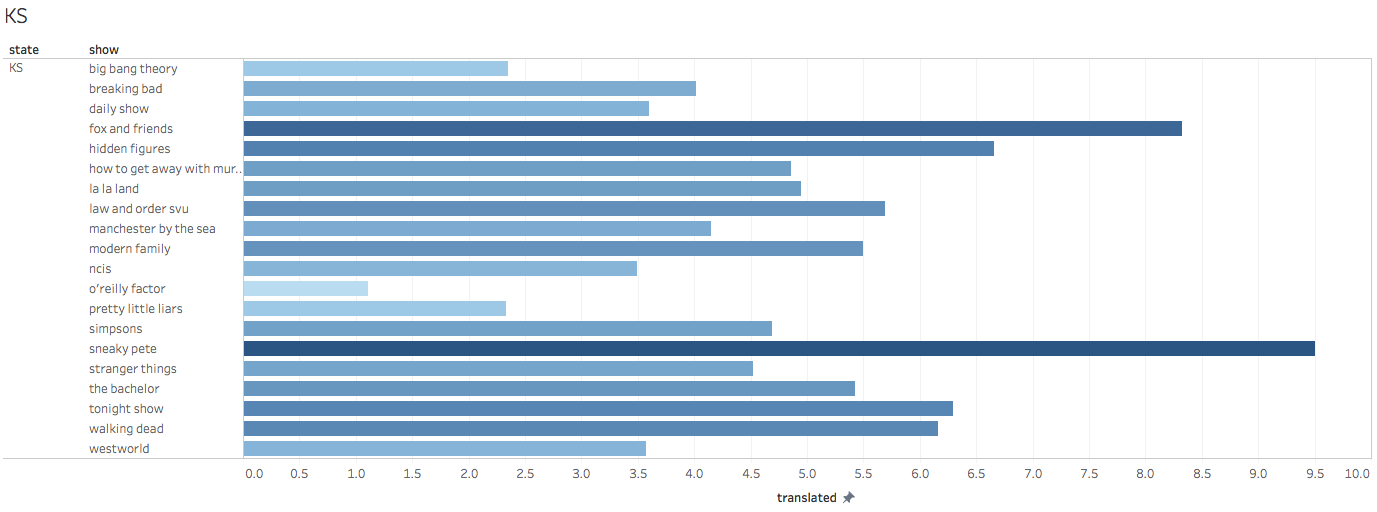 KS
state show
KS big bang theory
breaking bad
daily show
fox and friends
hidden figures
how to get away with mur..
la la land
law and order svu
manchester by the sea
modern family
ncis
o'reilly factor
pretty little liars
simpsons
sneaky pete
stranger things
the bachelor
tonight show
walking dead
westworld
0.0 0.5 1.0 1.5 2.0 2.5 3.0 3.5 4.0 4.5 5.0 5.5 6.0 6.5 7.0 7.5 8.0 8.5 9.0 9.5 10.0
translated